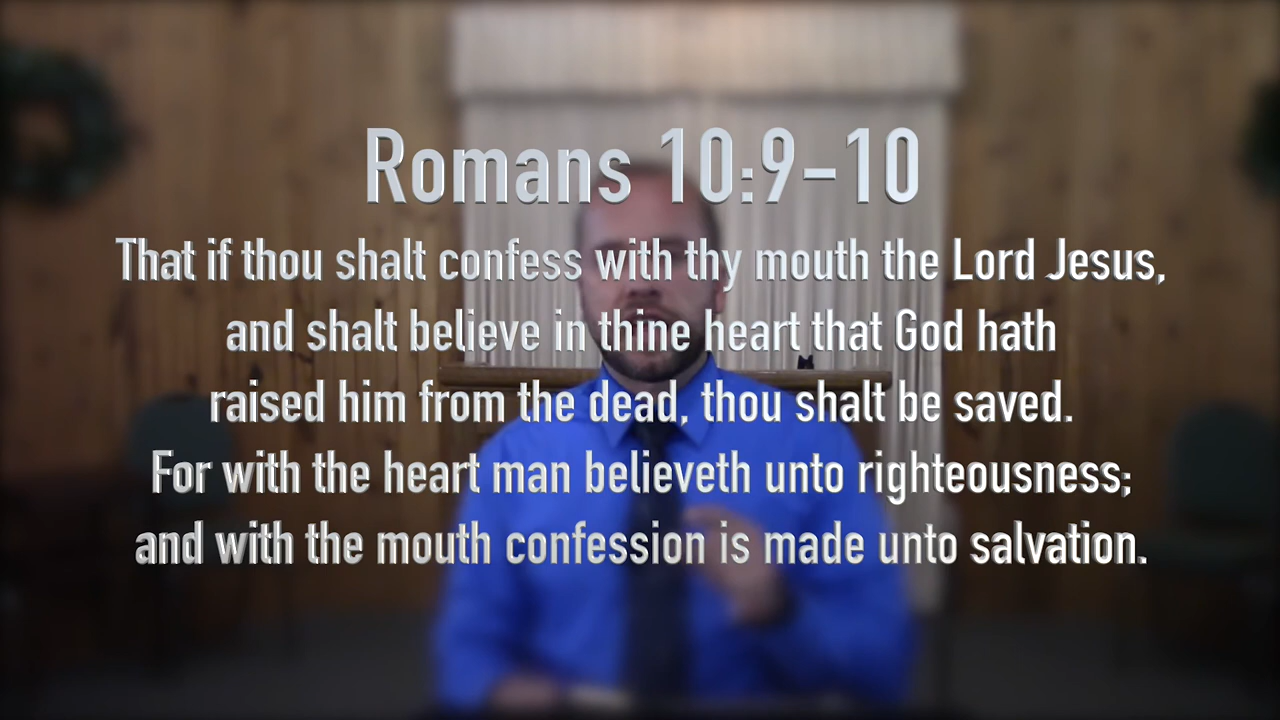 Romans 10:9-10
That if thou shalt confess with thy mouth the Lord Jesus,
and shalt believe in thine heart that God hath
raised him from the dead, thou shalt be saved.
For with the heart man believeth unto righteousness;
and with the mouth confession is made unto salvation.